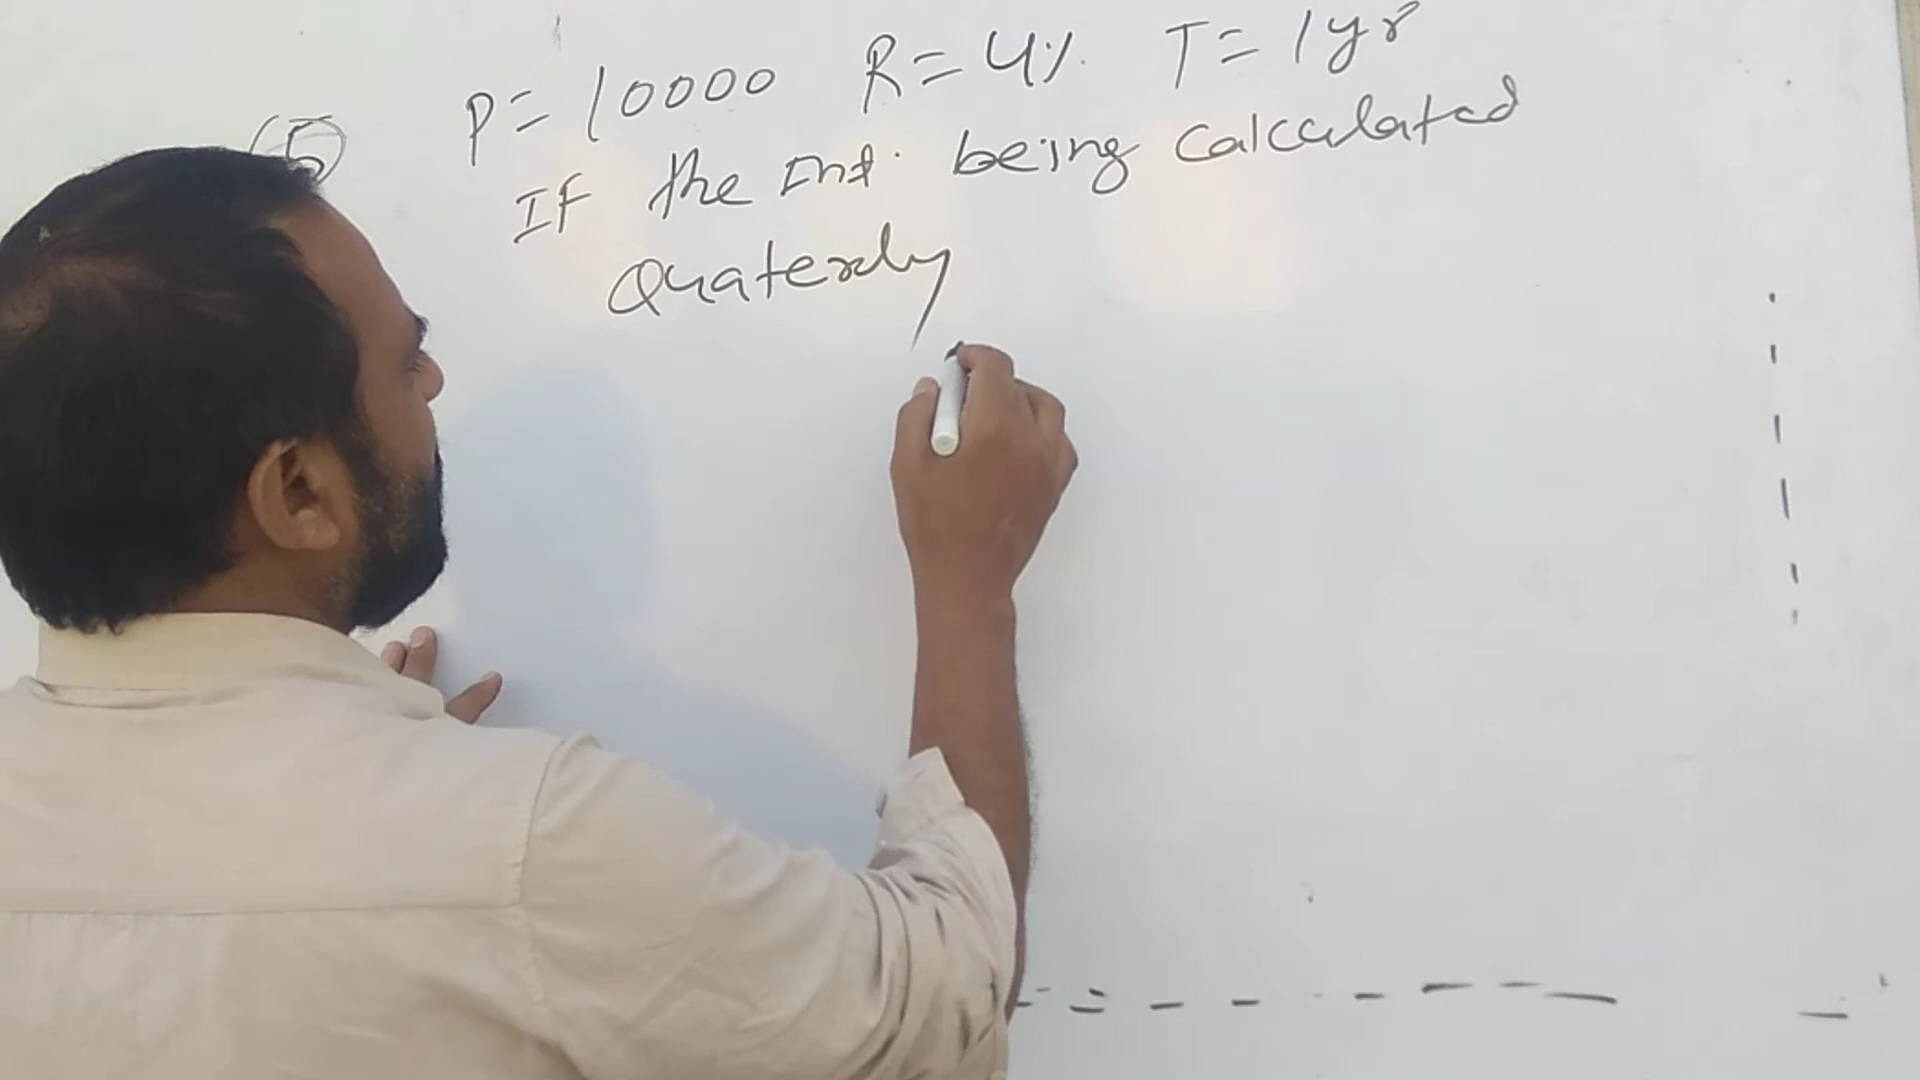 (5) P= 10000 R= 4% T= 1yr
IF the Int. being calculated
Quaterly